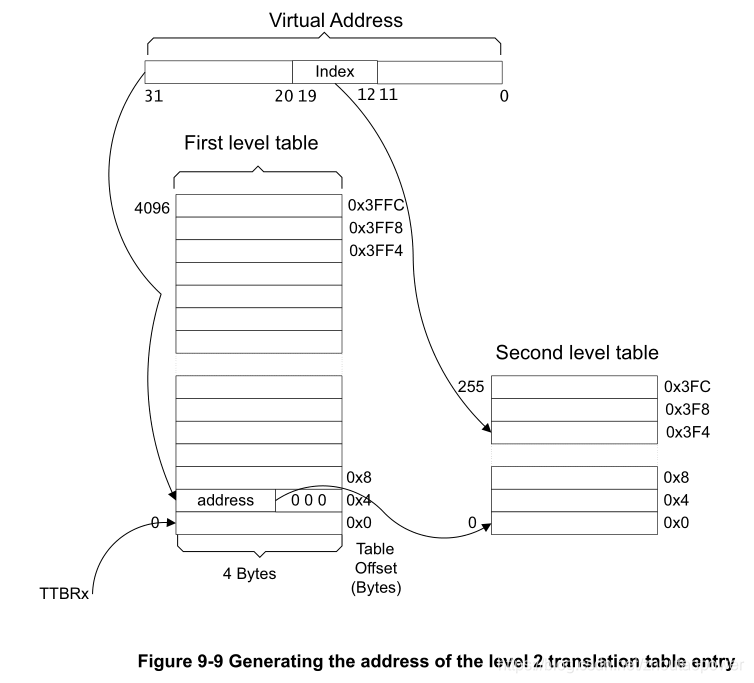 Virtual Address
Index
31 20 19 12 11 0
First level table
4096 0x3FFC
0x3FF8
0x3FF4
Second level table
255 0x3FC
0x3F8
0x3F4
0x8 0x8
address 0 0 0 0x4 0x4
0 0x0 0 0x0
4 Bytes
Table
Offset
(Bytes)
TTBRx
Figure 9-9 Generating the address of the level 2 translation table entry